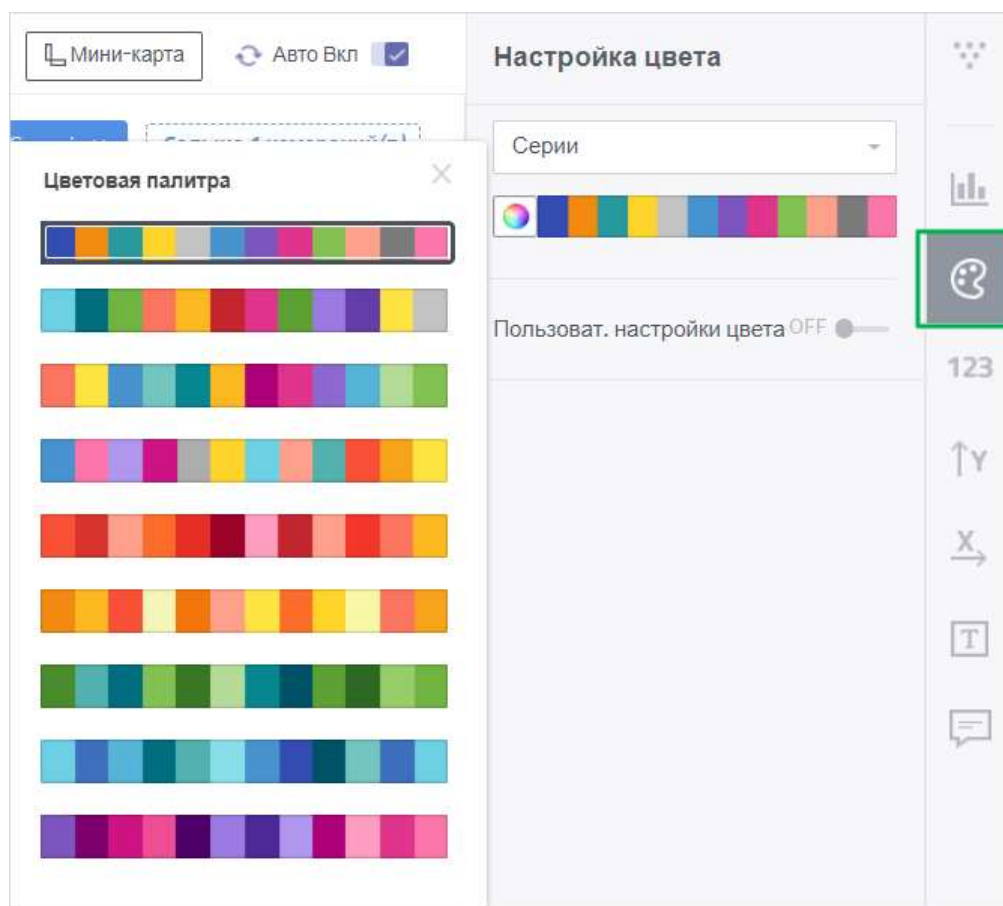 Мини-карта
Авто Вкл
Настройка цвета
Серии
Цветовая палитра
Пользоват. настройки цвета OFF
123
Y
X
T